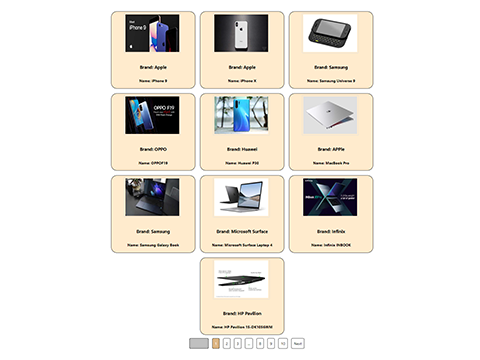 iPhone 9
Brand: Apple
Name: iPhone 9
Brand: Apple
Name: iPhone X
Brand: Samsung
Name: Samsung Universe 9
OPPO F19
Brand: OPPO
Name: OPPOF19
Brand: Huawei
Name: Huawei P30
Brand: APPle
Name: MacBook Pro
Brand: Samsung
Name: Samsung Galaxy Book
Brand: Microsoft Surface
Name: Microsoft Surface Laptop 4
Brand: Infinix
Name: Infinix INBOOK
Brand: HP Pavilion
Name: HP Pavilion 15-DK1056WM
1 2 3 ... 8 9 10 Next